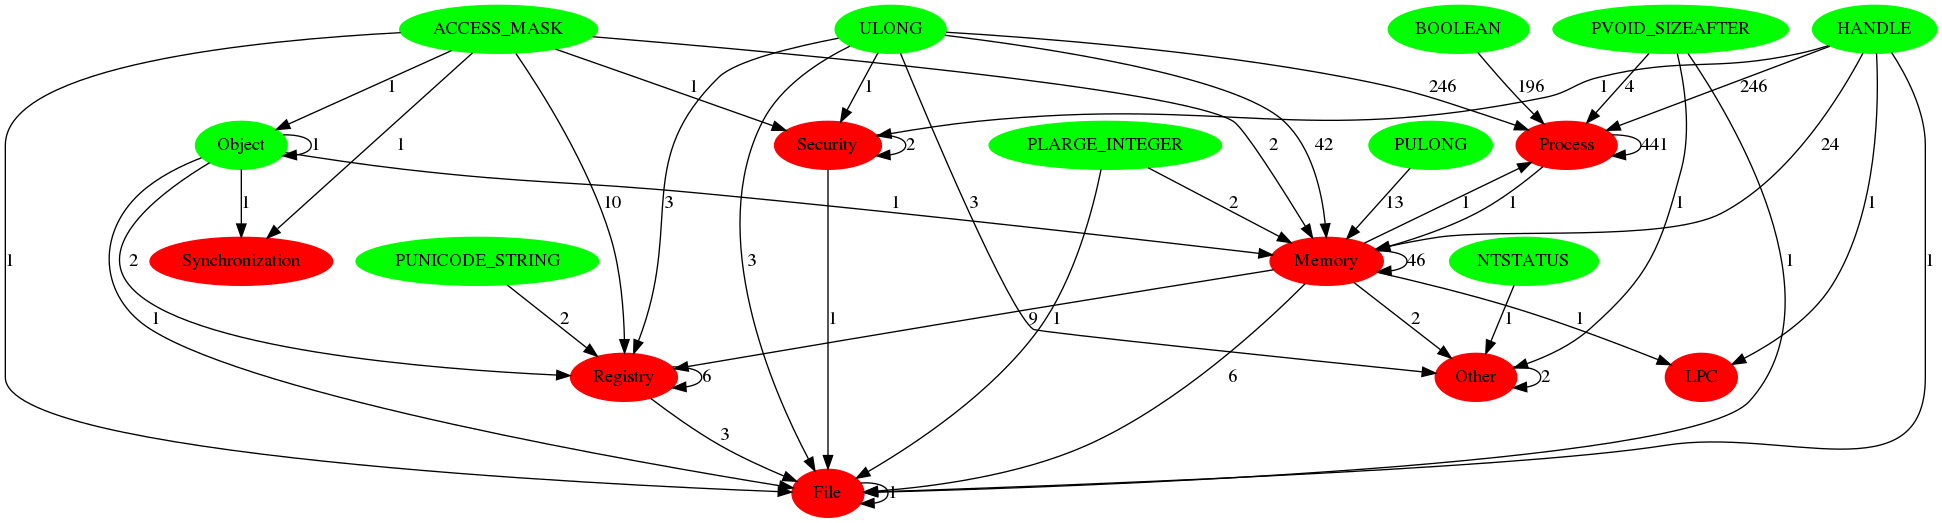 ACCESS_MASK
ULONG
BOOLEAN
PVOID_SIZEAFTER
HANDLE
1
1
1
246
196
4
246
1
Object
1
1
Security
2
PLARGE_INTEGER
PULONG
2
42
Process
441
24
1
10
3
1
3
2
13
1
1
1
1
Synchronization
PUNICODE_STRING
Memory
46
NTSTATUS
1
2
3
1
1
1
2
1
9
1
2
1
1
Registry
6
Other
2
LPC
3
6
File
1